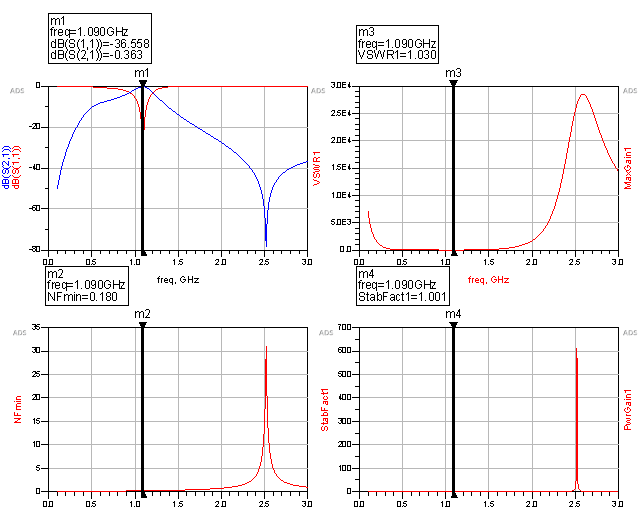 m1
freq=1.090GHz
dB(S(1,1))=-36.558
dB(S(2,1))=-0.363
m3
freq=1.090GHz
VSWR1=1.030
m1
m3
ADS
ADS
ADS
0
-20
-40
-60
-80
dB(S(2,1))
dB(S(1,1))
0.0 0.5 1.0 1.5 2.0 2.5 3.0
freq, GHz
3.0E4
2.5E4
2.0E4
1.5E4
1.0E4
5.0E3
0.0
VSWR1
MaxGain1
0.0 0.5 1.0 1.5 2.0 2.5 3.0
freq, GHz
m2
freq=1.090GHz
NFmin=0.180
m4
freq=1.090GHz
StabFact1=1.001
m2
m4
ADS
ADS
ADS
35
30
25
20
15
10
5
0
NFmin
0.0 0.5 1.0 1.5 2.0 2.5 3.0
700
600
500
400
300
200
100
0
StabFact1
PwrGain1
0.0 0.5 1.0 1.5 2.0 2.5 3.0